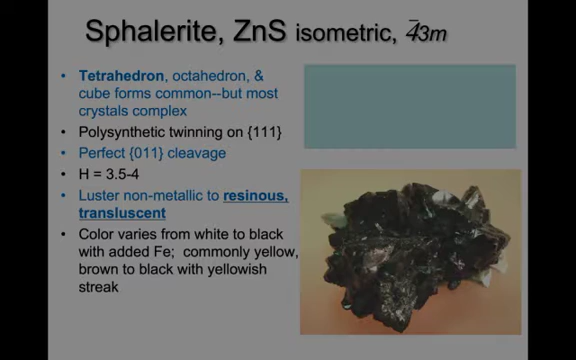 Sphalerite, ZnS isometric, 4̄3m
• Tetrahedron, octahedron, &
cube forms common--but most
crystals complex
• Polysynthetic twinning on {111}
• Perfect {011} cleavage
• H = 3.5-4
• Luster non-metallic to resinous,
translucent
• Color varies from white to black
with added Fe; commonly yellow,
brown to black with yellowish
streak